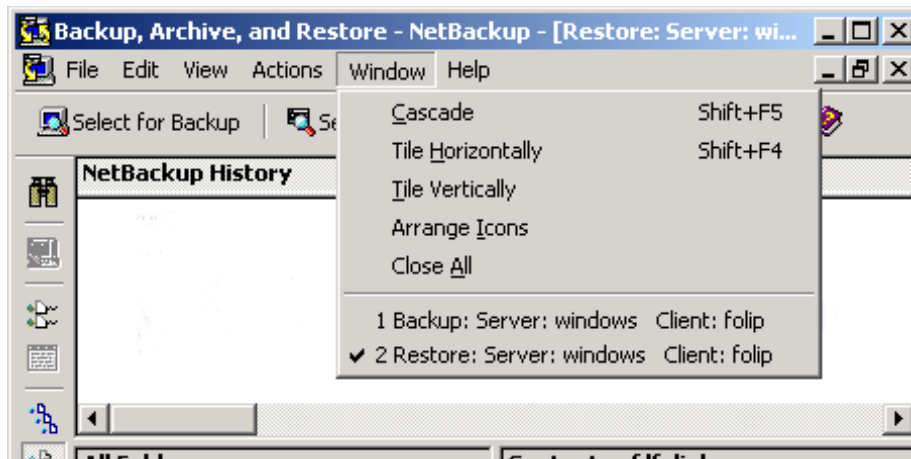 Backup, Archive, and Restore - NetBackup - [Restore: Server: wi...
File Edit View Actions Window Help
Select for Backup
Cascade Shift+F5
Tile Horizontally Shift+F4
Tile Vertically
Arrange Icons
Close All
1 Backup: Server: windows Client: folip
2 Restore: Server: windows Client: folip
NetBackup History